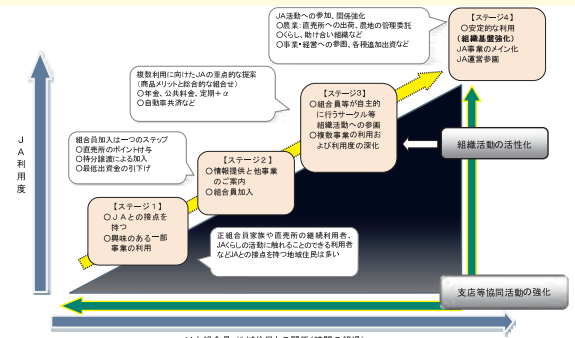 JA活動への参加、関係強化
○農業:直売所への出荷、農地の管理委託
○くらし、助け合い組織など
○事業・経営への参画、各種追加出資など
【ステージ4】
○安定的な利用
(組織基盤強化)
JA事業のメイン化
JA運営参画
複数利用に向けたJAの重点的な提案
(商品メリットと総合的な組合せ)
○年金、公共料金、定期+α
○自動車共済など
【ステージ3】
○組合員等が自主的
に行うサークル等
組織活動への参画
○複数事業の利用お
よび利用度の深化
組織活動の活性化
組合員加入は一つのステップ
○直売所のポイント付与
○持分譲渡による加入
○最低出資金の引下げ
【ステージ2】
○情報提供と他事業
のご案内
○組合員加入
JA利用度
【ステージ1】
○JAとの接点を
持つ
○興味のある一部
事業の利用
正組合員家族や直売所の継続利用者、
JAくらしの活動に触れることのできる利用者
などJAとの接点を持つ地域住民は多い
支店等協同活動の強化